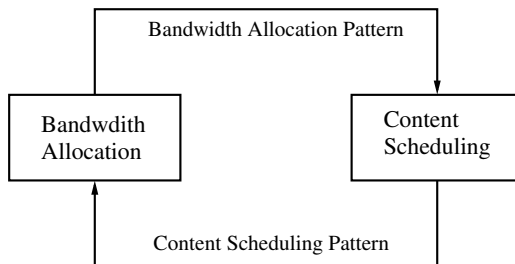 Bandwidth Allocation Pattern
Bandwdith
Allocation
Content
Scheduling
Content Scheduling Pattern